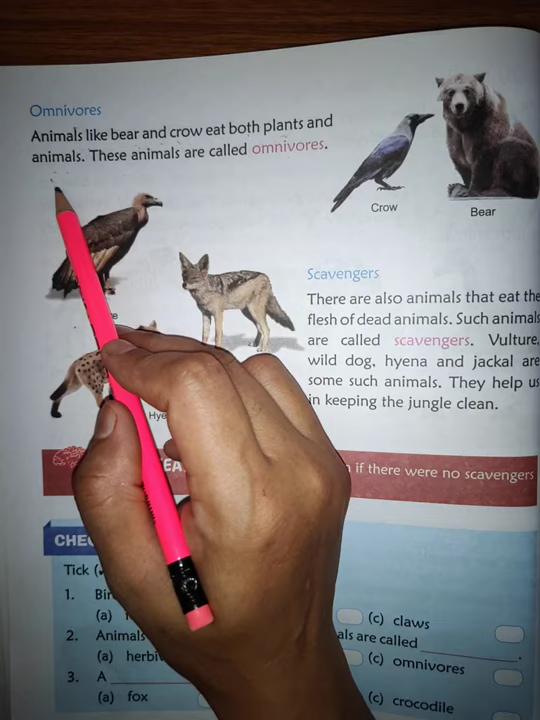 Omnivores
Animals like bear and crow eat both plants and
animals. These animals are called omnivores.
Crow
Bear
Scavengers
There are also animals that eat the
flesh of dead animals. Such animals
are called scavengers. Vulture,
wild dog, hyena and jackal are
some such animals. They help us
in keeping the jungle clean.
if there were no scavengers
Tick
1.
(a) (c) claws
2. Animals als are called
(a) (c) omnivores
3. A
(a) fox (c) crocodile